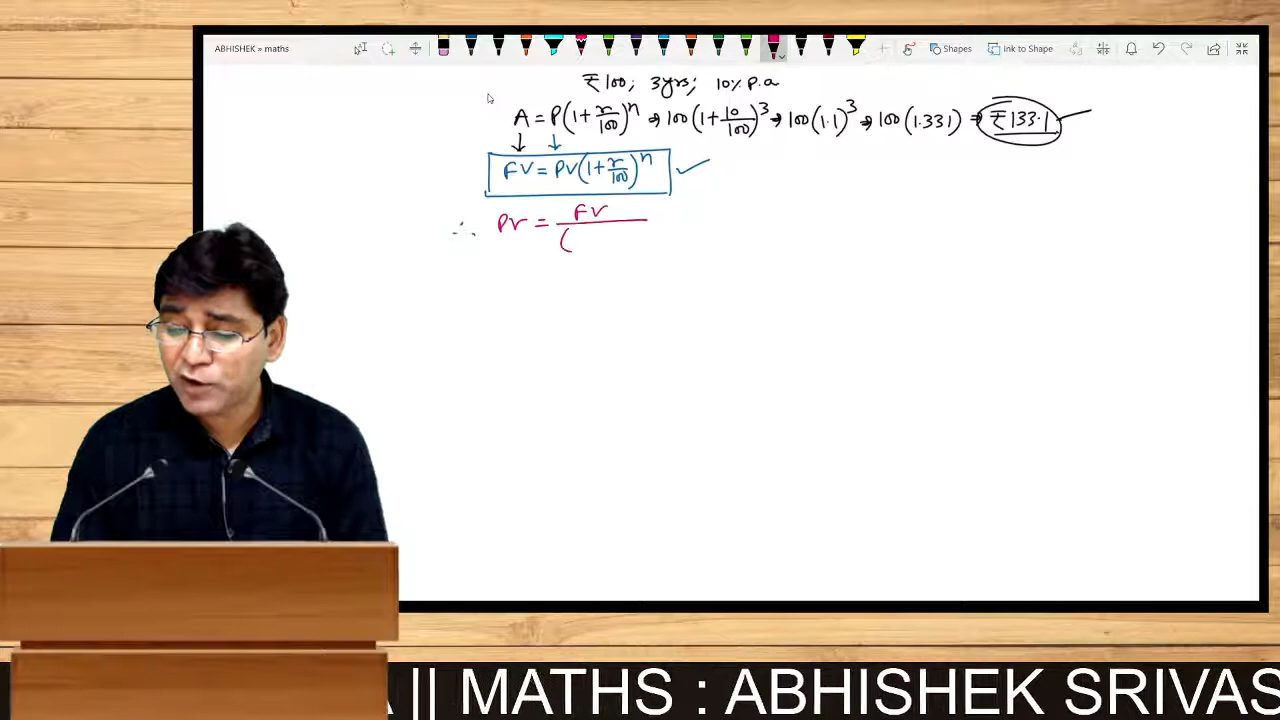 ABHISHEK » maths
Shapes
Ink to Shape
₹100; 3yrs; 10% P.a
A = P(1+r/100)^n → 100(1+10/100)^3 → 100(1.1)^3 → 100(1.331) → ₹133.1
FV = PV(1+r/100)^n
∴ PV = FV/(
A || MATHS : ABHISHEK SRIVAS